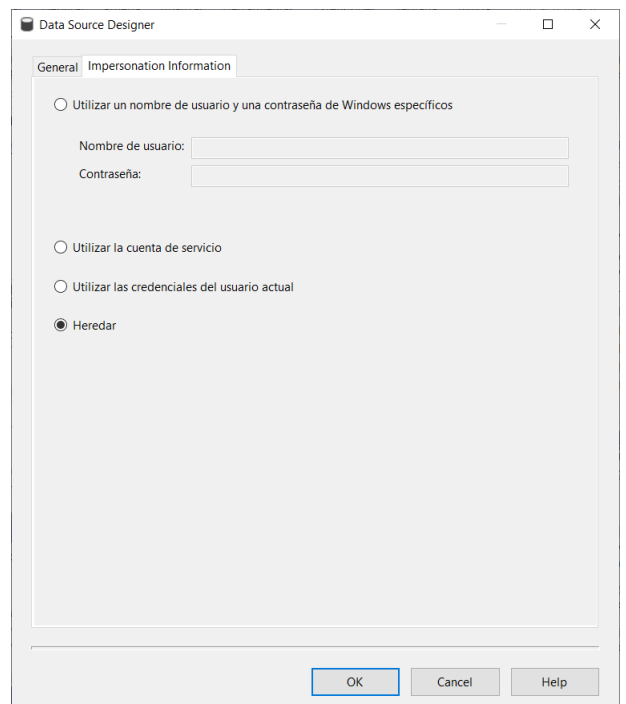 Data Source Designer
General Impersonation Information
Utilizar un nombre de usuario y una contraseña de Windows específicos
Nombre de usuario:
Contraseña:
Utilizar la cuenta de servicio
Utilizar las credenciales del usuario actual
Heredar
OK Cancel Help